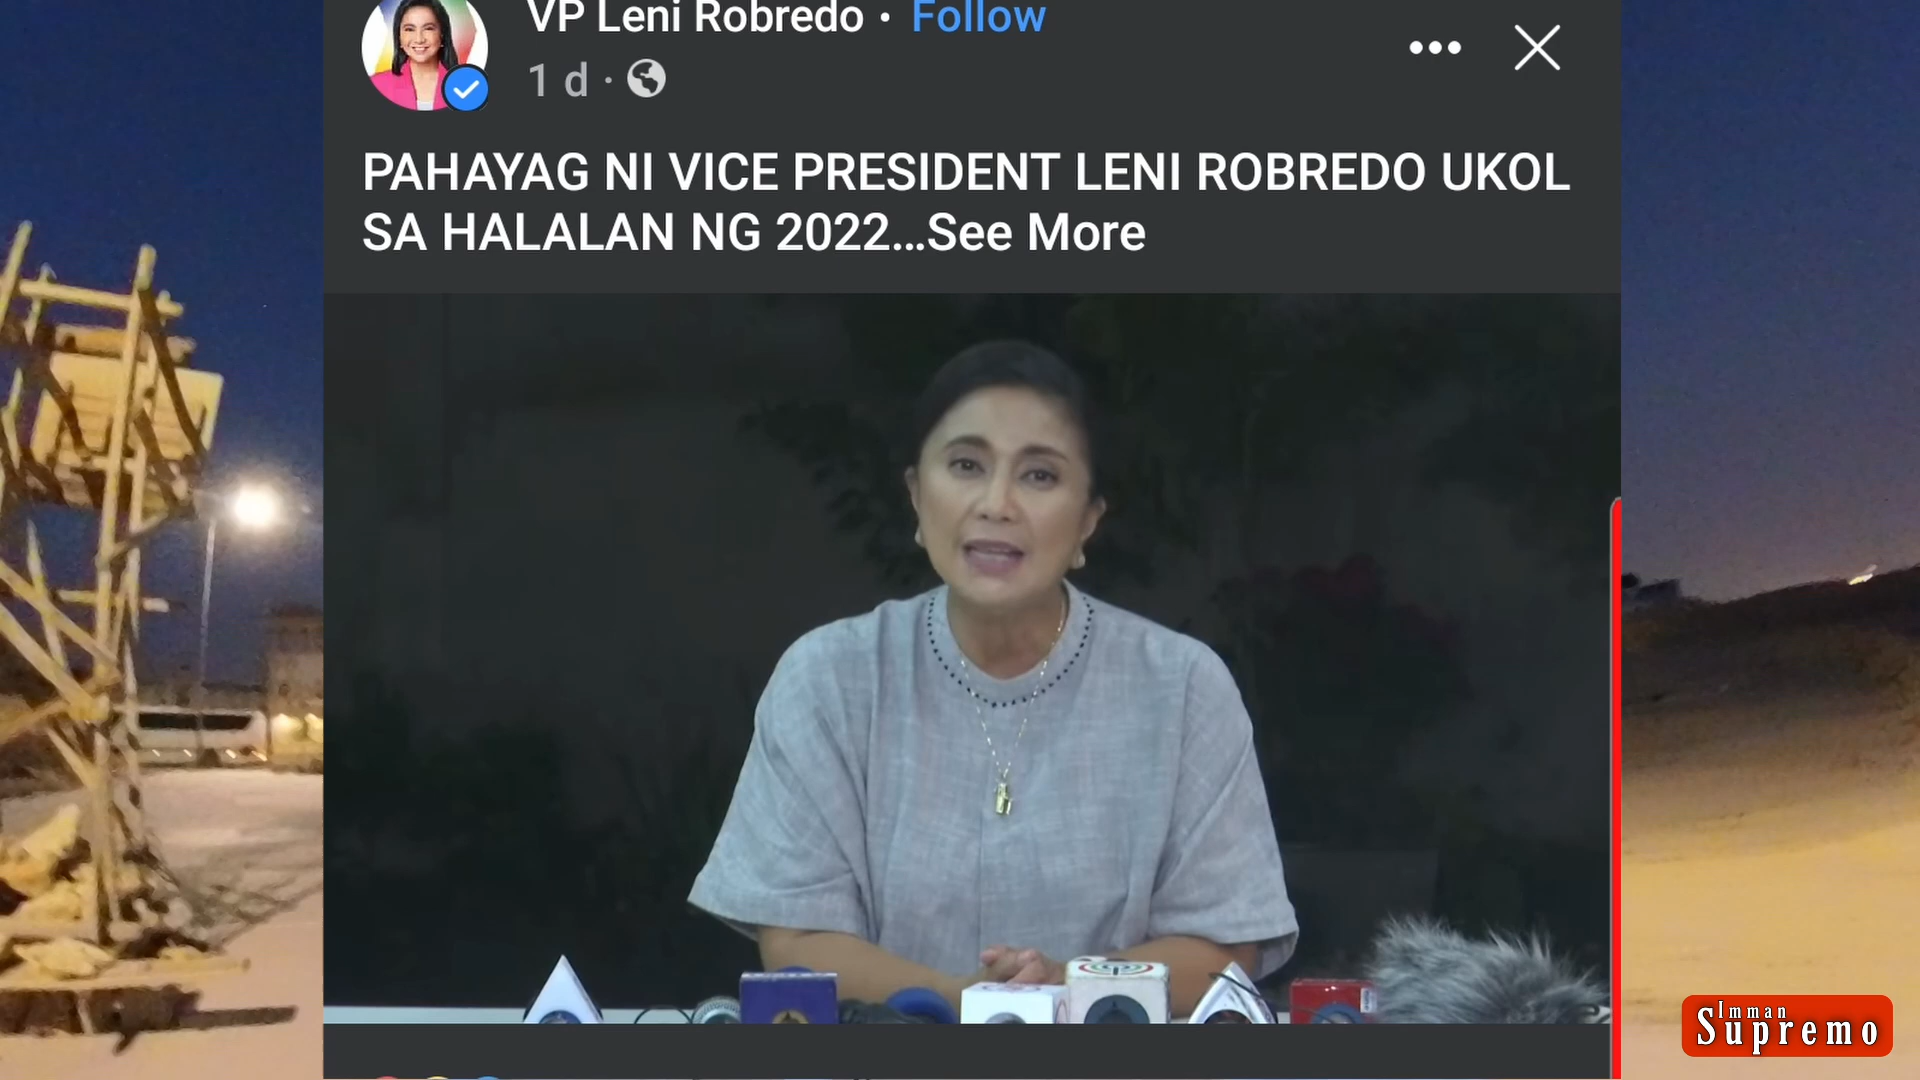 VP Leni Robredo · Follow
1 d ·
PAHAYAG NI VICE PRESIDENT LENI ROBREDO UKOL
SA HALALAN NG 2022...See More
Imman
Supremo